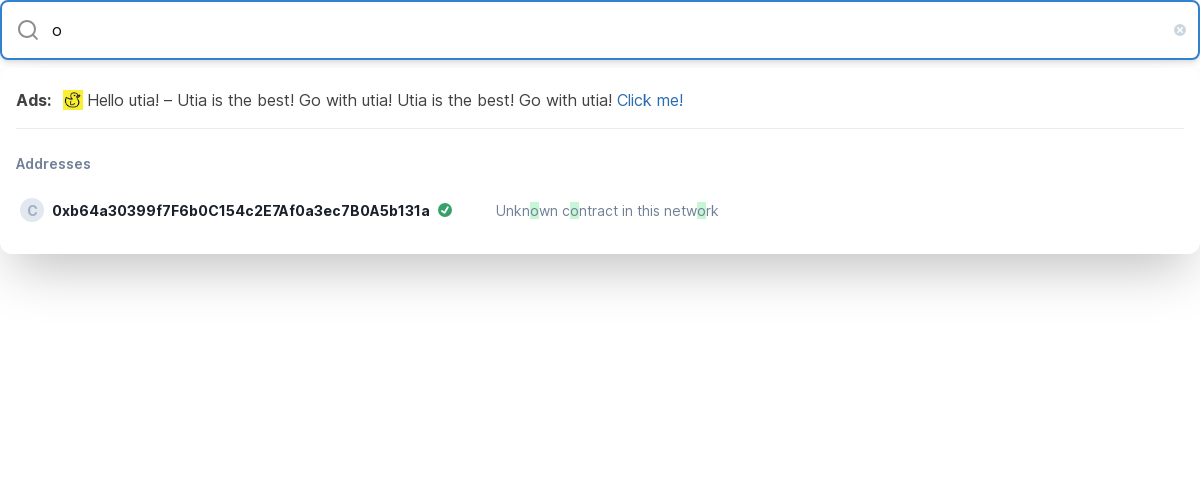 o
Ads: Hello utia! – Utia is the best! Go with utia! Utia is the best! Go with utia! Click me!
Addresses
C 0xb64a30399f7F6b0C154c2E7Af0a3ec7B0A5b131a Unknown contract in this network